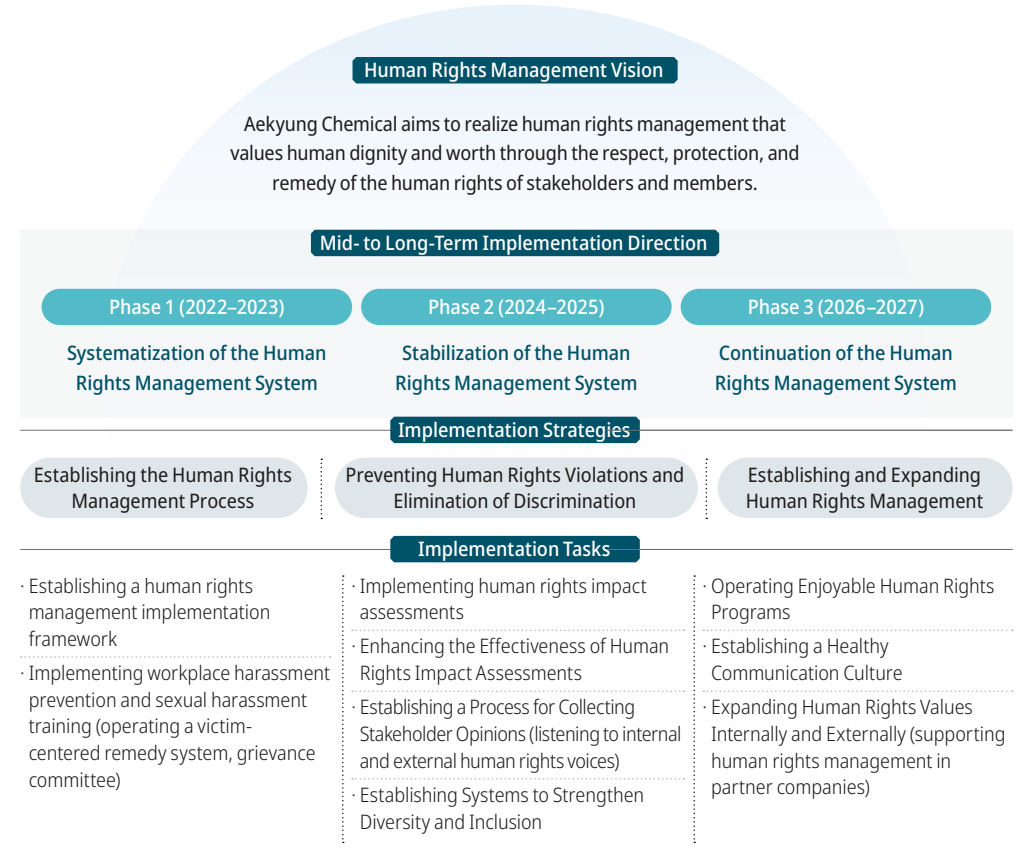 Human Rights Management Vision
Aekyung Chemical aims to realize human rights management that
values human dignity and worth through the respect, protection, and
remedy of the human rights of stakeholders and members.
Mid- to Long-Term Implementation Direction
Phase 1 (2022–2023)
Systematization of the Human
Rights Management System
Phase 2 (2024–2025)
Stabilization of the Human
Rights Management System
Phase 3 (2026–2027)
Continuation of the Human
Rights Management System
Implementation Strategies
Establishing the Human Rights
Management Process
Preventing Human Rights Violations and
Elimination of Discrimination
Establishing and Expanding
Human Rights Management
Implementation Tasks
· Establishing a human rights
management implementation
framework
· Implementing workplace harassment
prevention and sexual harassment
training (operating a victim-
centered remedy system, grievance
committee)
· Implementing human rights impact
assessments
· Enhancing the Effectiveness of Human
Rights Impact Assessments
· Establishing a Process for Collecting
Stakeholder Opinions (listening to internal
and external human rights voices)
· Establishing Systems to Strengthen
Diversity and Inclusion
· Operating Enjoyable Human Rights
Programs
· Establishing a Healthy
Communication Culture
· Expanding Human Rights Values
Internally and Externally (supporting
human rights management in
partner companies)